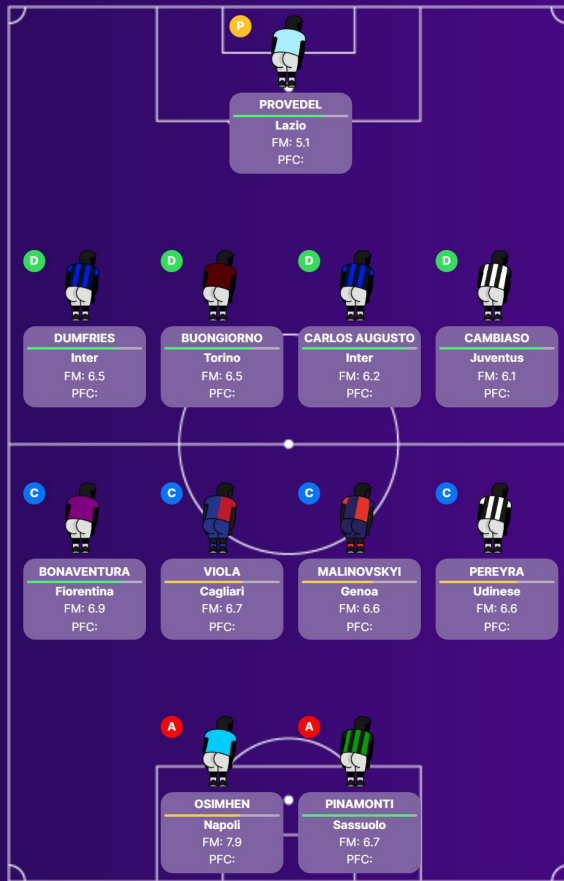 P
PROVEDEL
Lazio
FM: 5.1
PFC:
D
DUMFRIES
Inter
FM: 6.5
PFC:
D
BUONGIORNO
Torino
FM: 6.5
PFC:
D
CARLOS AUGUSTO
Inter
FM: 6.2
PFC:
D
CAMBIASO
Juventus
FM: 6.1
PFC:
C
BONAVENTURA
Fiorentina
FM: 6.9
PFC:
C
VIOLA
Cagliari
FM: 6.7
PFC:
C
MALINOVSKYI
Genoa
FM: 6.6
PFC:
C
PEREYRA
Udinese
FM: 6.6
PFC:
A
OSIMHEN
Napoli
FM: 7.9
PFC:
A
PINAMONTI
Sassuolo
FM: 6.7
PFC: